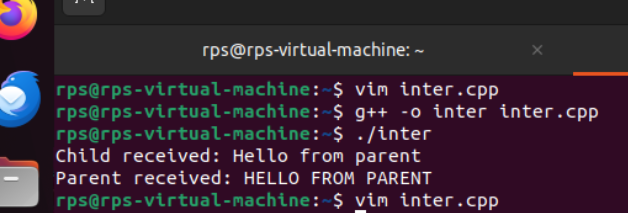 rps@rps-virtual-machine: ~
rps@rps-virtual-machine:~$ vim inter.cpp
rps@rps-virtual-machine:~$ g++ -o inter inter.cpp
rps@rps-virtual-machine:~$ ./inter
Child received: Hello from parent
Parent received: HELLO FROM PARENT
rps@rps-virtual-machine:~$ vim inter.cpp